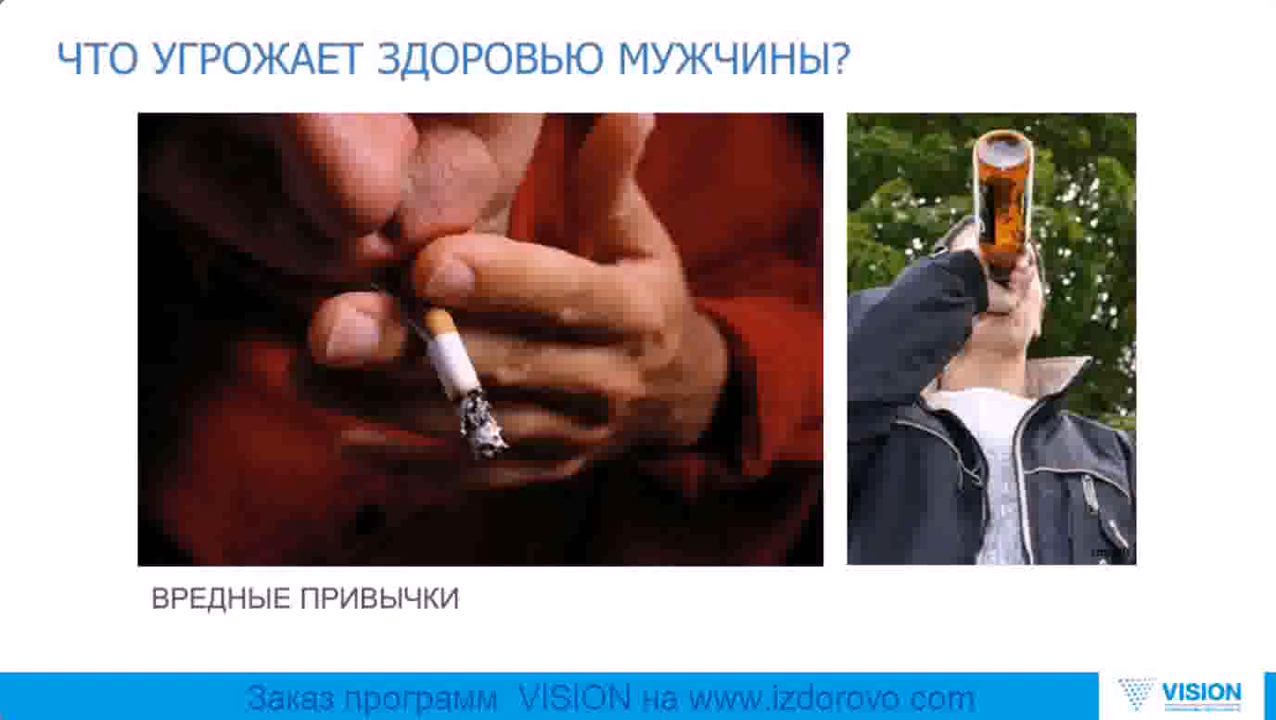 ЧТО УГРОЖАЕТ ЗДОРОВЬЮ МУЖЧИНЫ?
ВРЕДНЫЕ ПРИВЫЧКИ
Заказ программ VISION на www.izdorovo.com
VISION